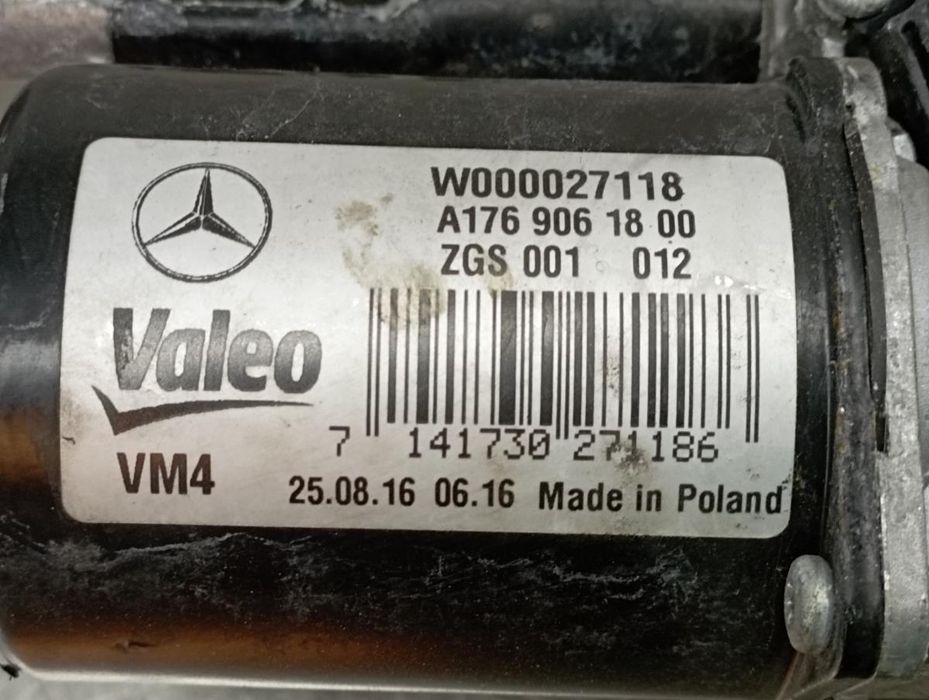 W000027118
A176 906 18 00
ZGS 001 012
Valeo
7 141730 271186
VM4
25.08.16 06.16 Made in Poland